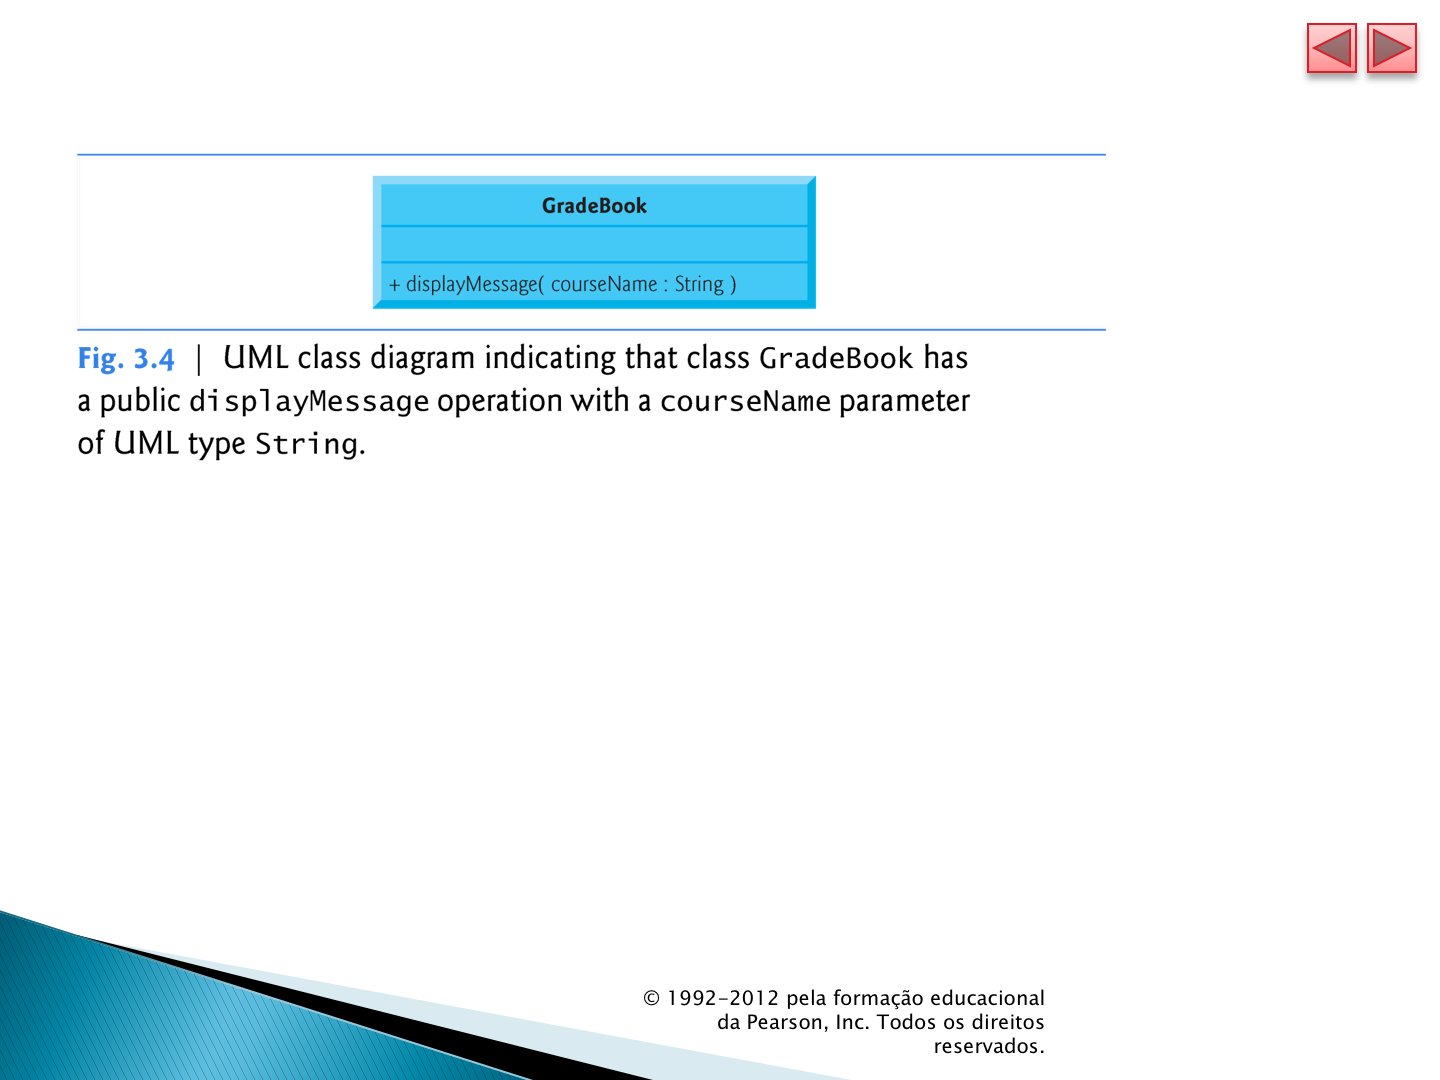 GradeBook
+ displayMessage( courseName : String )
Fig. 3.4 | UML class diagram indicating that class GradeBook has
a public displayMessage operation with a courseName parameter
of UML type String.
© 1992-2012 pela formação educacional
da Pearson, Inc. Todos os direitos
reservados.